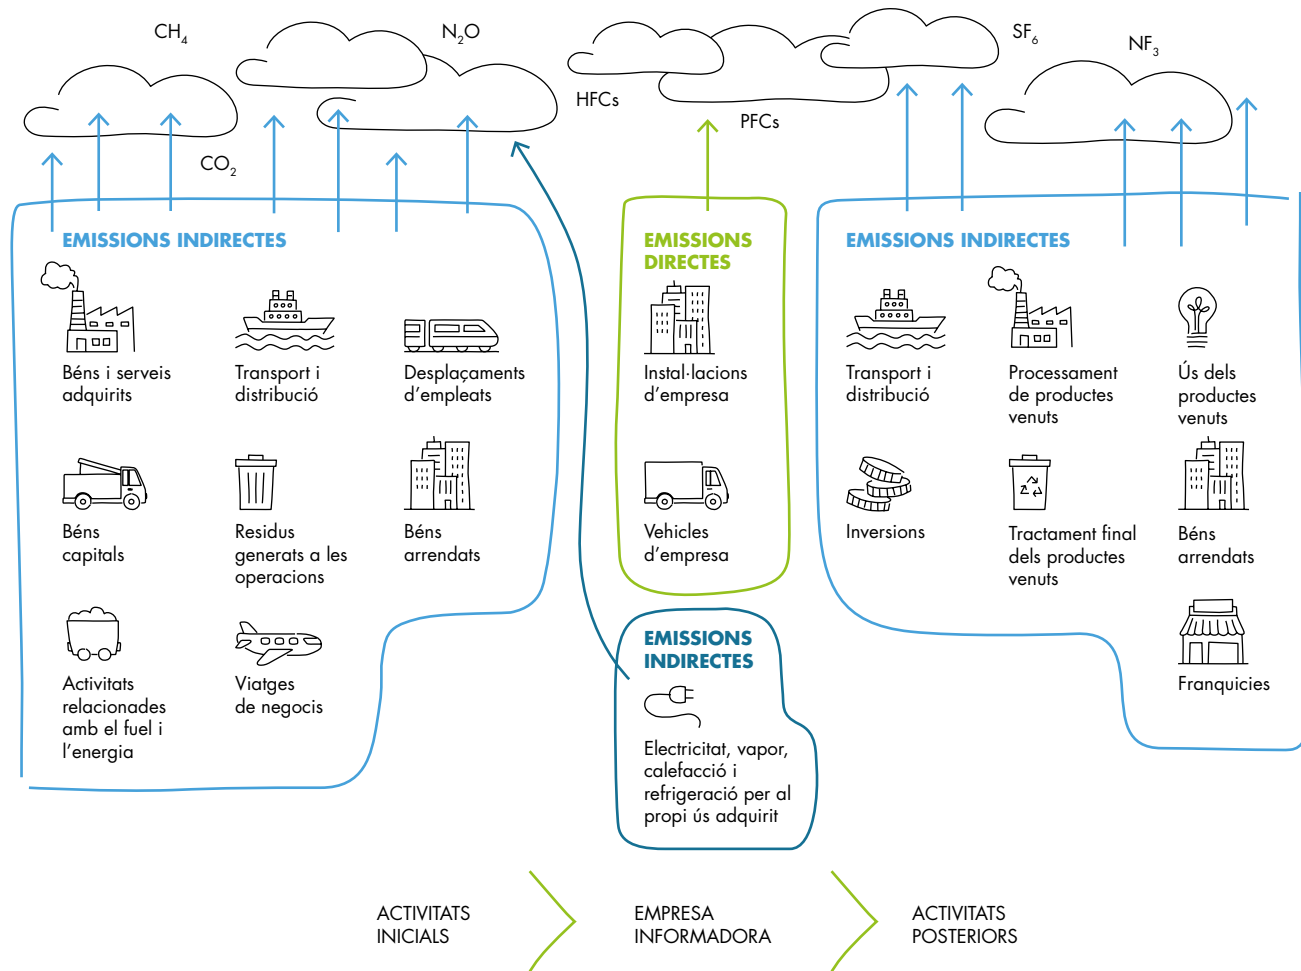 CH₄
N₂O
SF₆
NF₃
HFCs
PFCs
CO₂
EMISSIONS INDIRECTES
Béns i serveis
adquirits
Transport i
distribució
Desplaçaments
d’empleats
Béns
capitals
Residus
generats a les
operacions
Béns
arrendats
Activitats
relacionades
amb el fuel i
l’energia
Viatges
de negocis
EMISSIONS
DIRECTES
Instal·lacions
d’empresa
Vehicles
d’empresa
EMISSIONS
INDIRECTES
Electricitat, vapor,
calefacció i
refrigeració per al
propi ús adquirit
EMISSIONS INDIRECTES
Transport i
distribució
Processament
de productes
venuts
Ús dels
productes
venuts
Inversions
Tractament final
dels productes
venuts
Béns
arrendats
Franquicies
ACTIVITATS
INICIALS
EMPRESA
INFORMADORA
ACTIVITATS
POSTERIORS